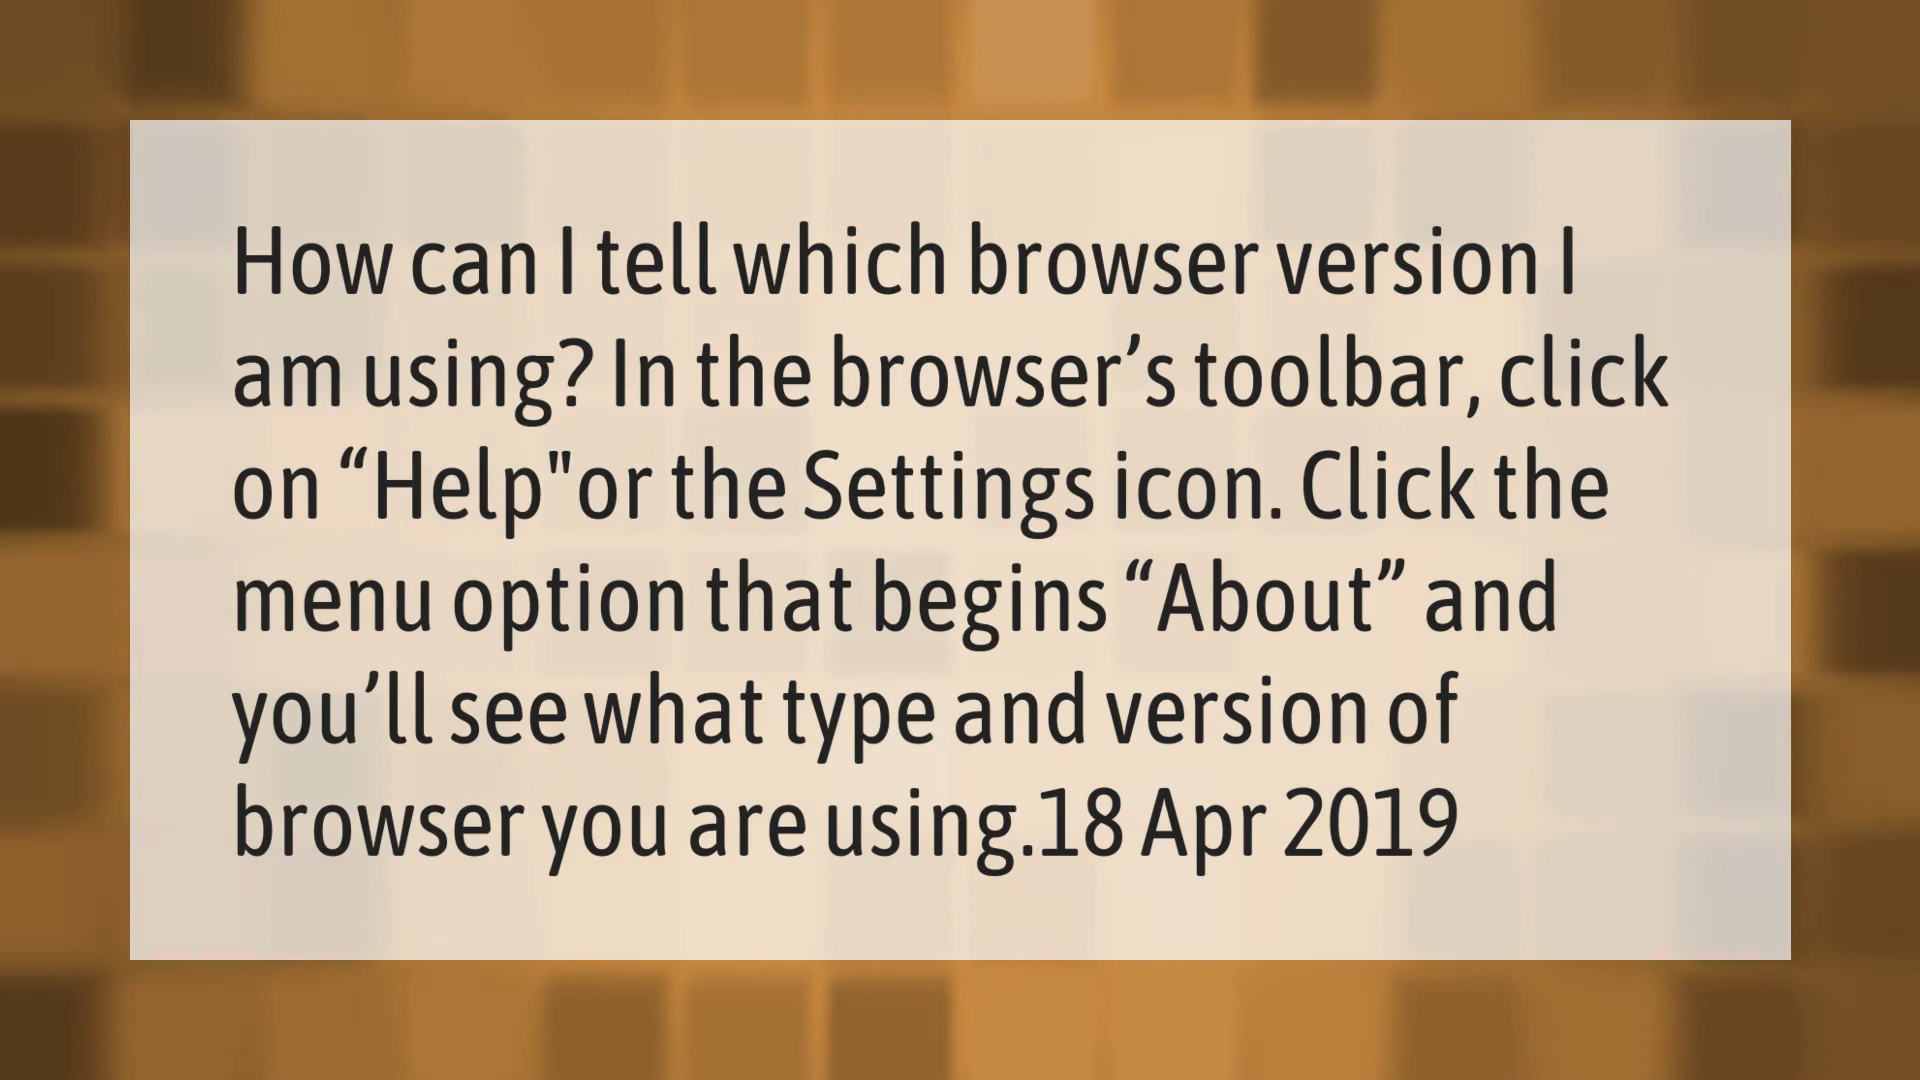 How can I tell which browser version I
am using? In the browser’s toolbar, click
on “Help"or the Settings icon. Click the
menu option that begins “About” and
you’ll see what type and version of
browser you are using.18 Apr 2019